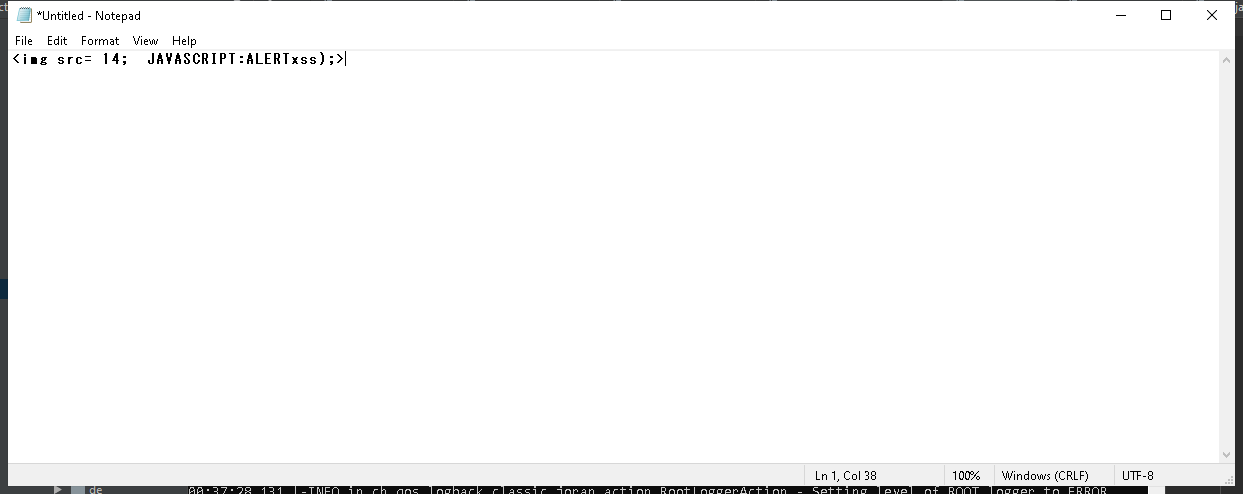 *Untitled - Notepad
File Edit Format View Help
<img src= 14;  JAVASCRIPT:ALERTxss);>
Ln 1, Col 38 100% Windows (CRLF) UTF-8
de 00:37:28,131 |-INFO in ch.qos.logback.classic.joran.action.RootLoggerAction - Setting level of ROOT logger to ERROR